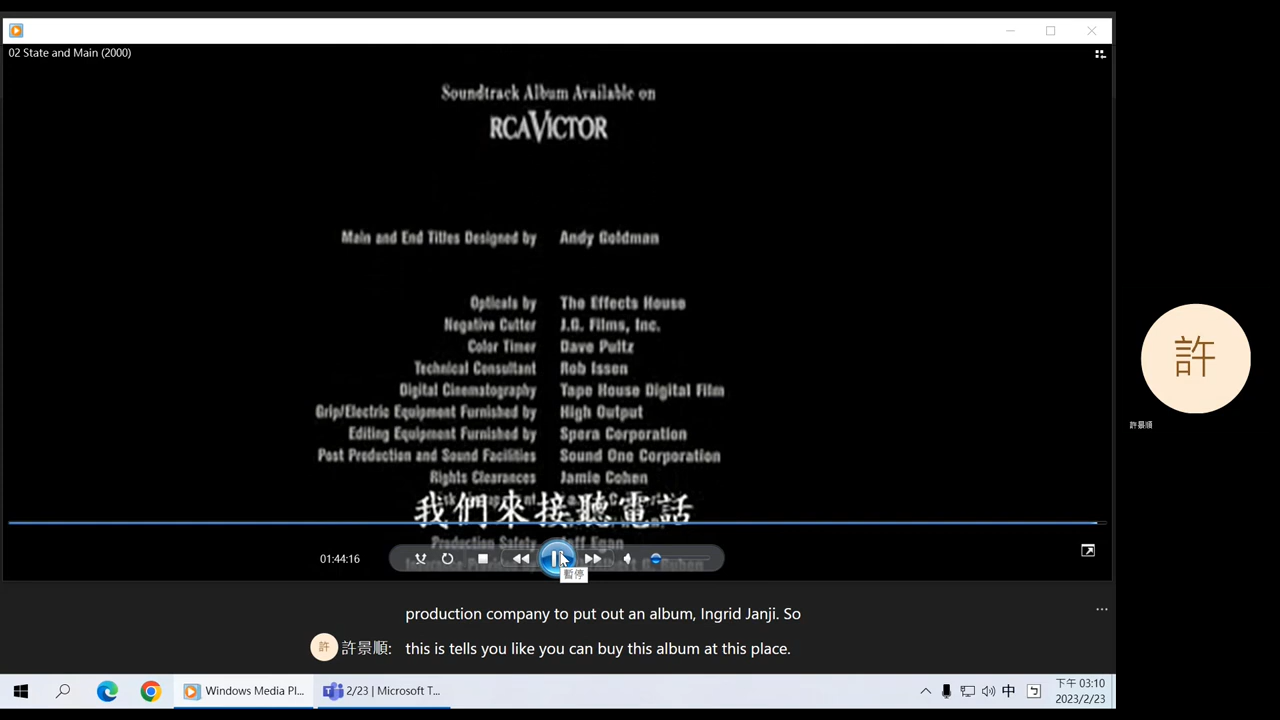 02 State and Main (2000)
Soundtrack Album Available on
RCA VICTOR
Main and End Titles Designed by Andy Goldman
Opticals by The Effects House
Negative Cutter J.G. Films, Inc.
Color Timer Dave Pultz
Technical Consultant Rob Issen
Digital Cinematography Tape House Digital Film
Grip/Electric Equipment Furnished by High Output
Editing Equipment Furnished by Spera Corporation
Post Production and Sound Facilities Sound One Corporation
Rights Clearances Jamie Cohen
我們來接聽電話
Production Safety Jeff Egan
01:44:16
暫停
許
許景順
production company to put out an album, Ingrid Janji. So
許 許景順: this is tells you like you can buy this album at this place.
Windows Media Pl... 2/23 | Microsoft T... 中 下午 03:10
2023/2/23